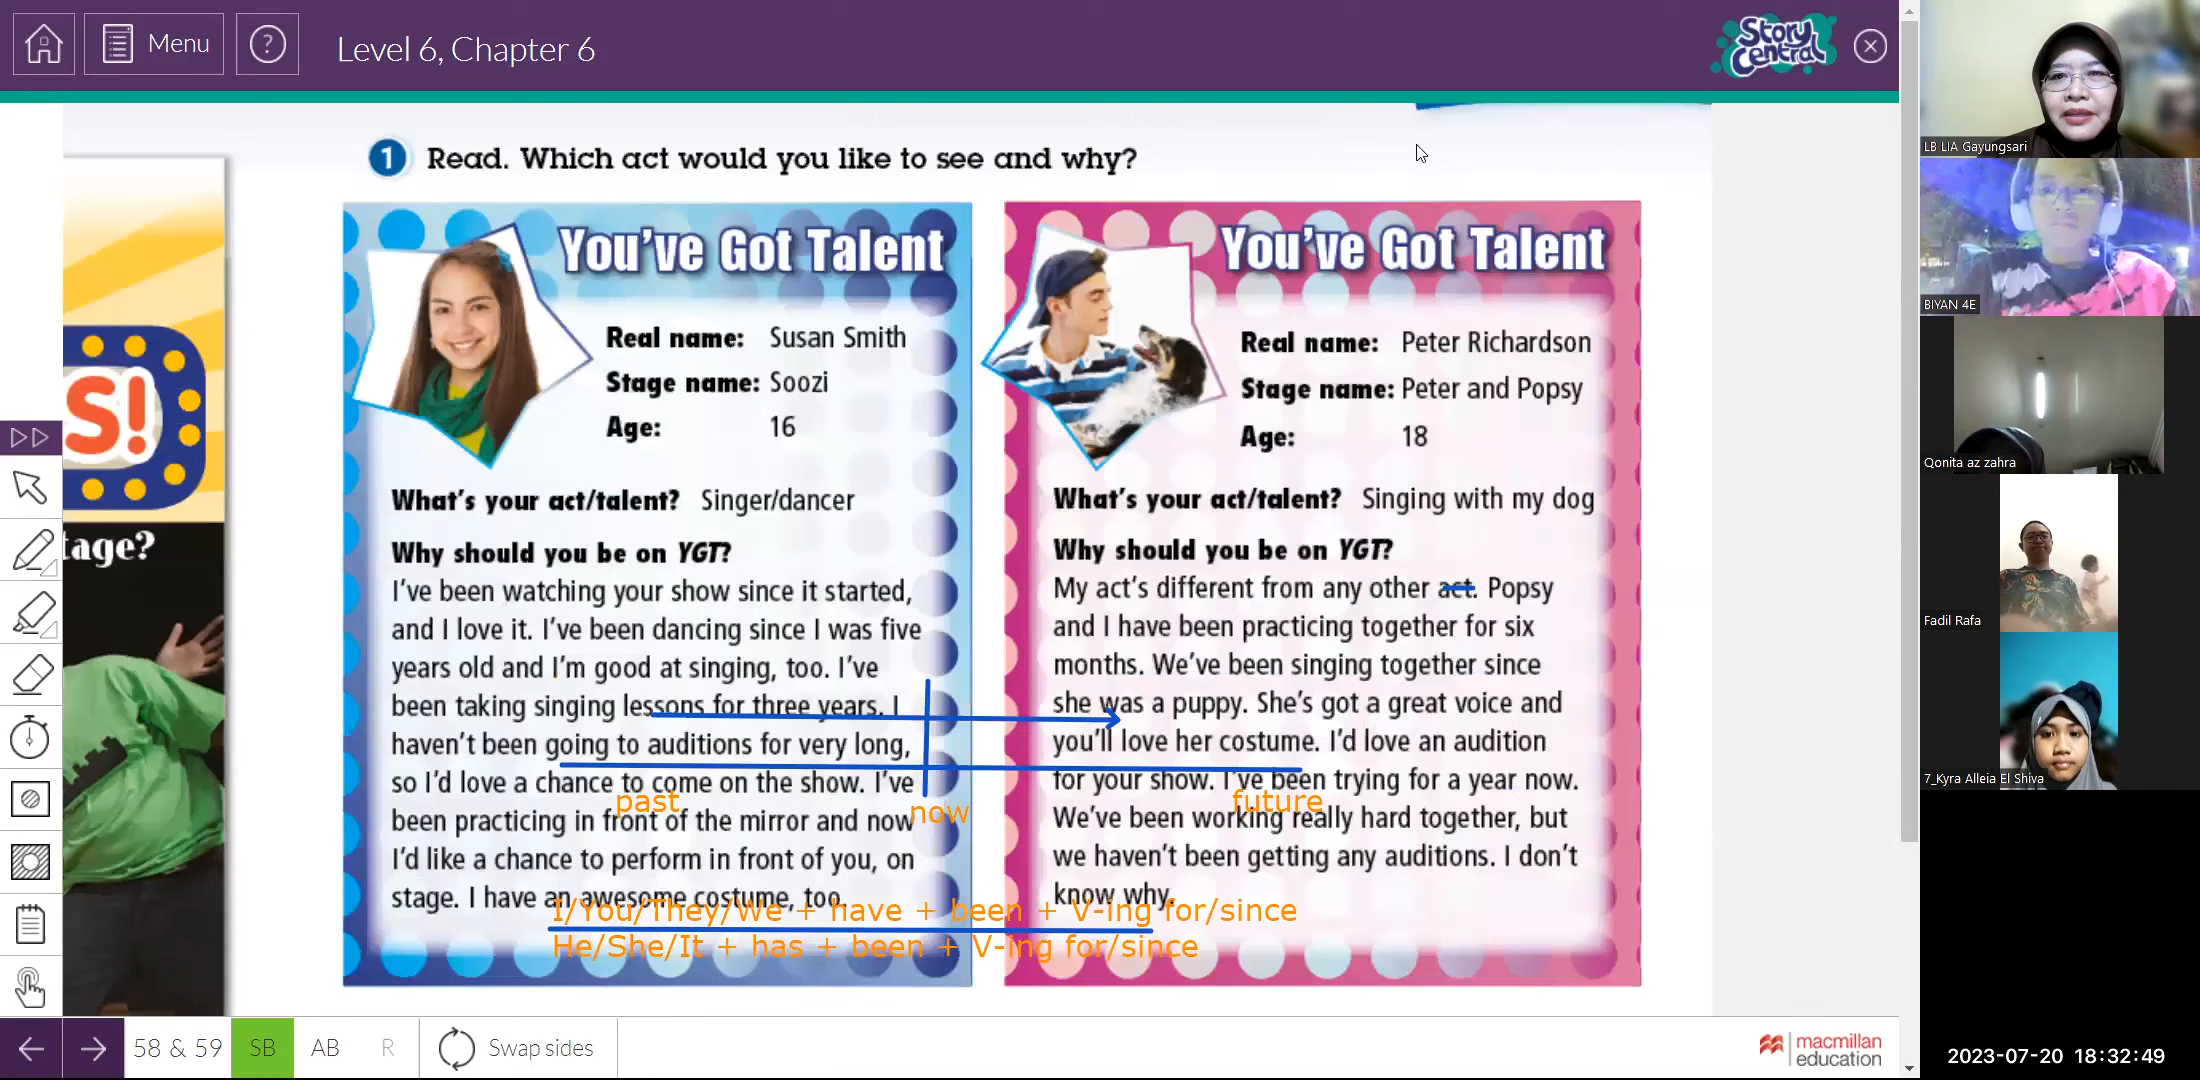 Menu
?
Level 6, Chapter 6
Story
Central
1 Read. Which act would you like to see and why?
S!
tage?
You've Got Talent
Real name: Susan Smith
Stage name: Soozi
Age: 16
What's your act/talent? Singer/dancer
Why should you be on YGT?
I've been watching your show since it started,
and I love it. I've been dancing since I was five
years old and I'm good at singing, too. I've
been taking singing lessons for three years. I
haven't been going to auditions for very long,
so I'd love a chance to come on the show. I've
been practicing in front of the mirror and now
I'd like a chance to perform in front of you, on
stage. I have an awesome costume, too.
You've Got Talent
Real name: Peter Richardson
Stage name: Peter and Popsy
Age: 18
What's your act/talent? Singing with my dog
Why should you be on YGT?
My act's different from any other act. Popsy
and I have been practicing together for six
months. We've been singing together since
she was a puppy. She's got a great voice and
you'll love her costume. I'd love an audition
for your show. I've been trying for a year now.
We've been working really hard together, but
we haven't been getting any auditions. I don't
know why.
past
now
future
I/You/They/We + have + been + V-ing for/since
He/She/It + has + been + V-ing for/since
58 & 59
SB
AB
R
Swap sides
macmillan
education
LB LIA Gayungsari
BIYAN 4E
Qonita az zahra
Fadil Rafa
7_Kyra Alleia El Shiva
2023-07-20 18:32:49